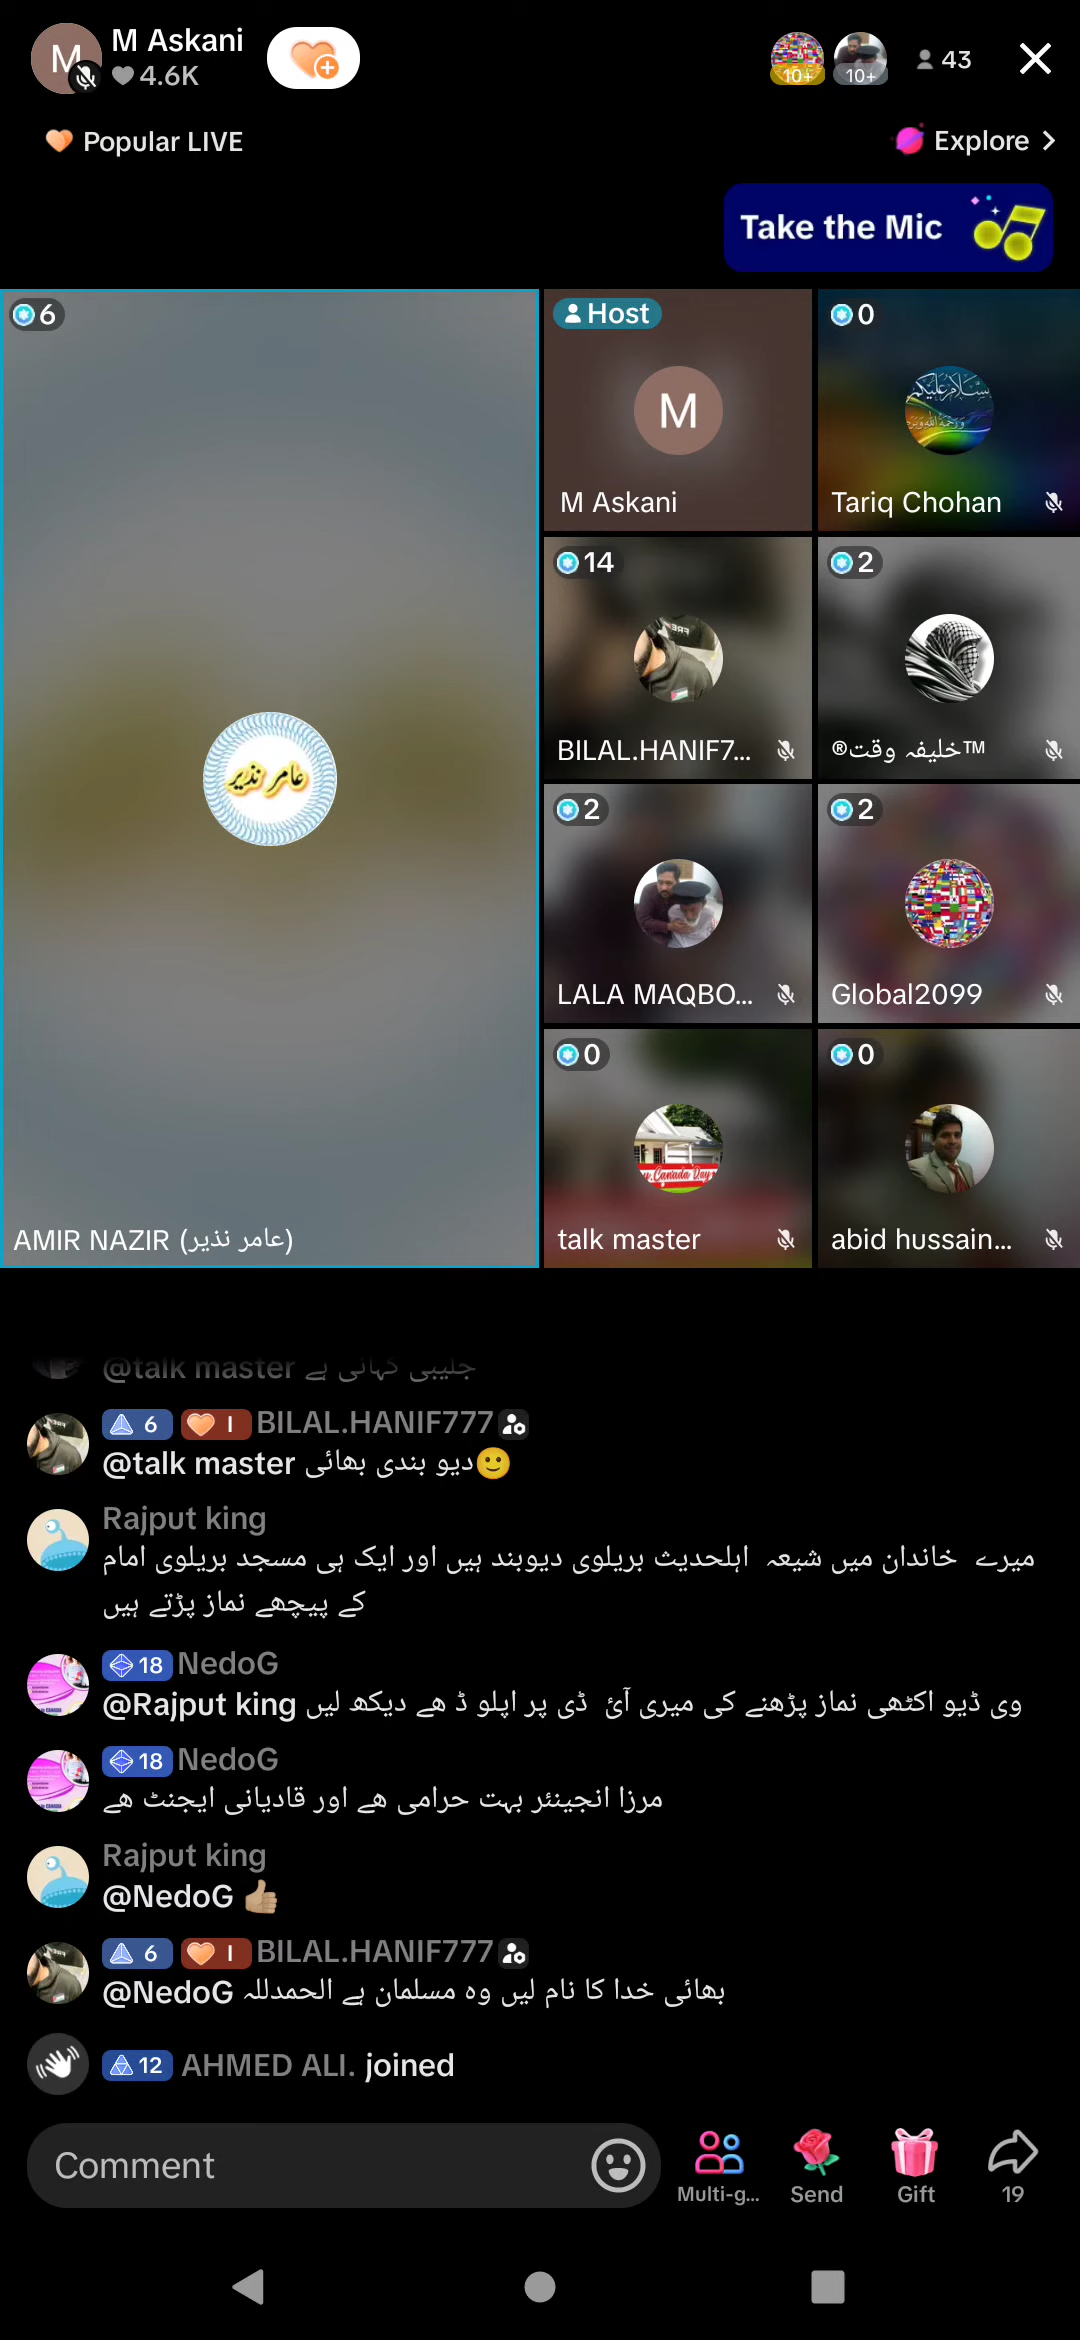 M Askani
4.6K
10+
10+
43
Popular LIVE
Explore
Take the Mic
6
عامر نذیر
AMIR NAZIR (عامر نذیر)
Host
M
M Askani
0
Tariq Chohan
14
BILAL.HANIF7...
2
®خلیفہ وقت™
2
LALA MAQBO...
2
Global2099
0
talk master
0
abid hussain...
@talk master جلیبی کہانی ہے
6 I BILAL.HANIF777
@talk master دیو بندی بھائی🙂
Rajput king
میرے خاندان میں شیعہ اہلحدیث بریلوی دیوبند ہیں اور ایک ہی مسجد بریلوی امام
کے پیچھے نماز پڑتے ہیں
18 NedoG
@Rajput king وی ڈیو اکٹھی نماز پڑھنے کی میری آئ ڈی پر اپلو ڈ ھے دیکھ لیں
18 NedoG
مرزا انجینئر بہت حرامی ھے اور قادیانی ایجنٹ ھے
Rajput king
@NedoG 👍🏼
6 I BILAL.HANIF777
@NedoG بھائی خدا کا نام لیں وہ مسلمان ہے الحمدللہ
12 AHMED ALI. joined
Comment
Multi-g...
Send
Gift
19